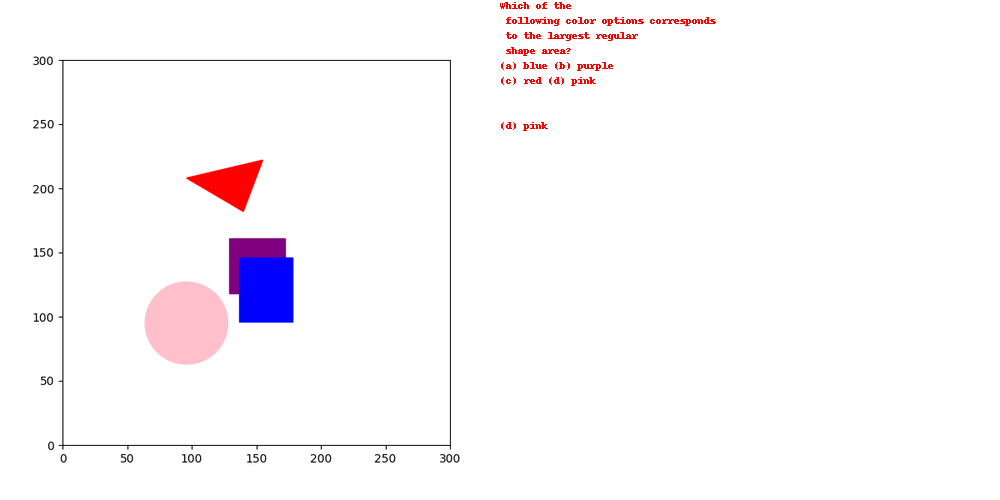 Which of the
following color options corresponds
to the largest regular
shape area?
(a) blue (b) purple
(c) red (d) pink
(d) pink
300
250
200
150
100
50
0
0 50 100 150 200 250 300